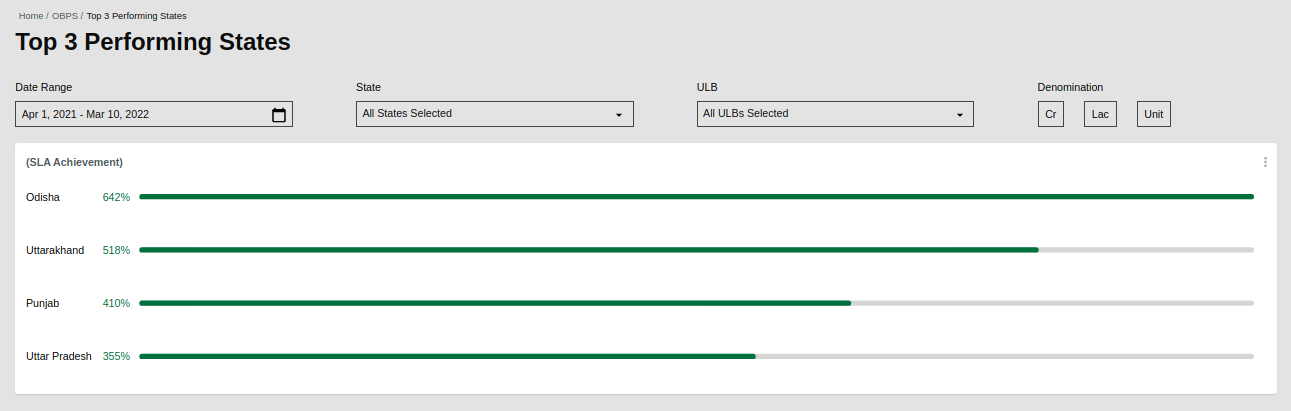 Home / OBPS / Top 3 Performing States
Top 3 Performing States
Date Range
State
ULB
Denomination
Apr 1, 2021 - Mar 10, 2022
All States Selected
All ULBs Selected
Cr
Lac
Unit
(SLA Achievement)
Odisha 642%
Uttarakhand 518%
Punjab 410%
Uttar Pradesh 355%